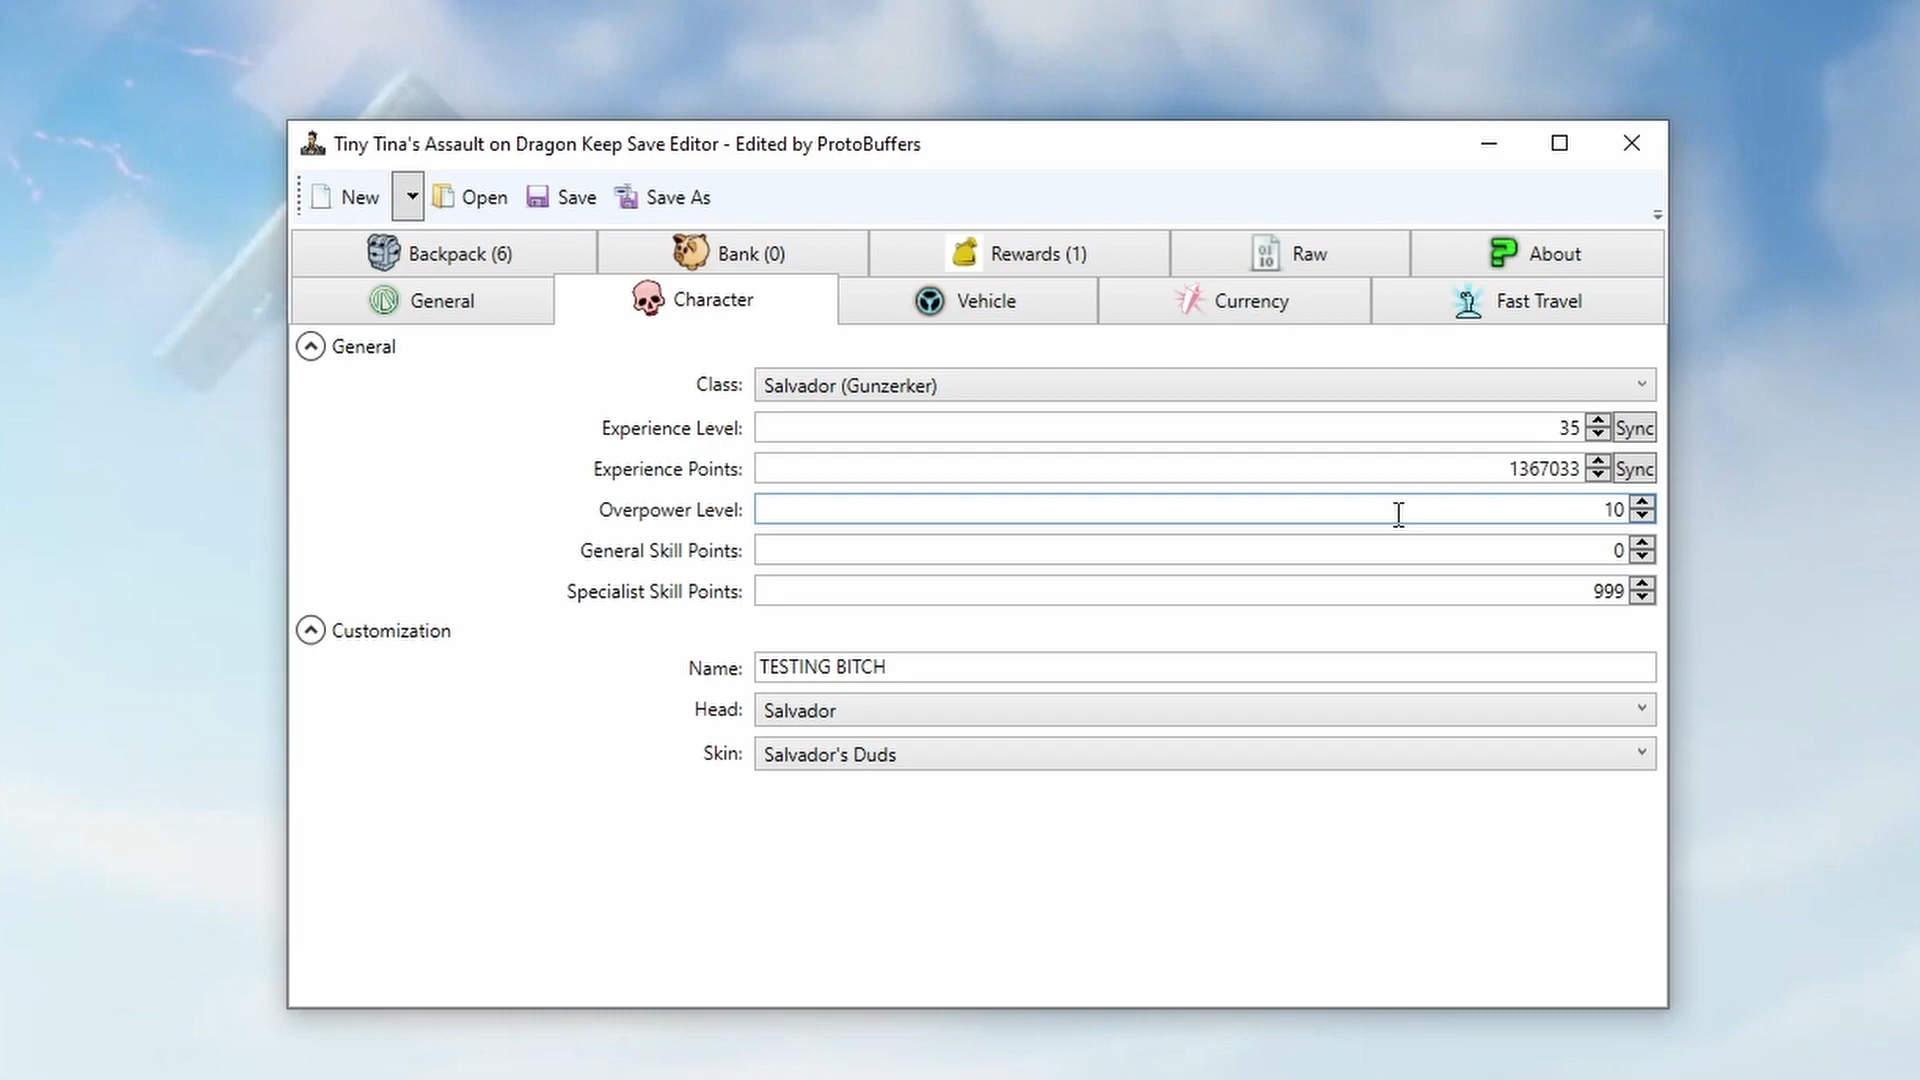 Tiny Tina's Assault on Dragon Keep Save Editor - Edited by ProtoBuffers
New Open Save Save As
Backpack (6) Bank (0) Rewards (1) Raw About
General Character Vehicle Currency Fast Travel
General
Class: Salvador (Gunzerker)
Experience Level: 35 Sync
Experience Points: 1367033 Sync
Overpower Level: 10
General Skill Points: 0
Specialist Skill Points: 999
Customization
Name: TESTING BITCH
Head: Salvador
Skin: Salvador's Duds